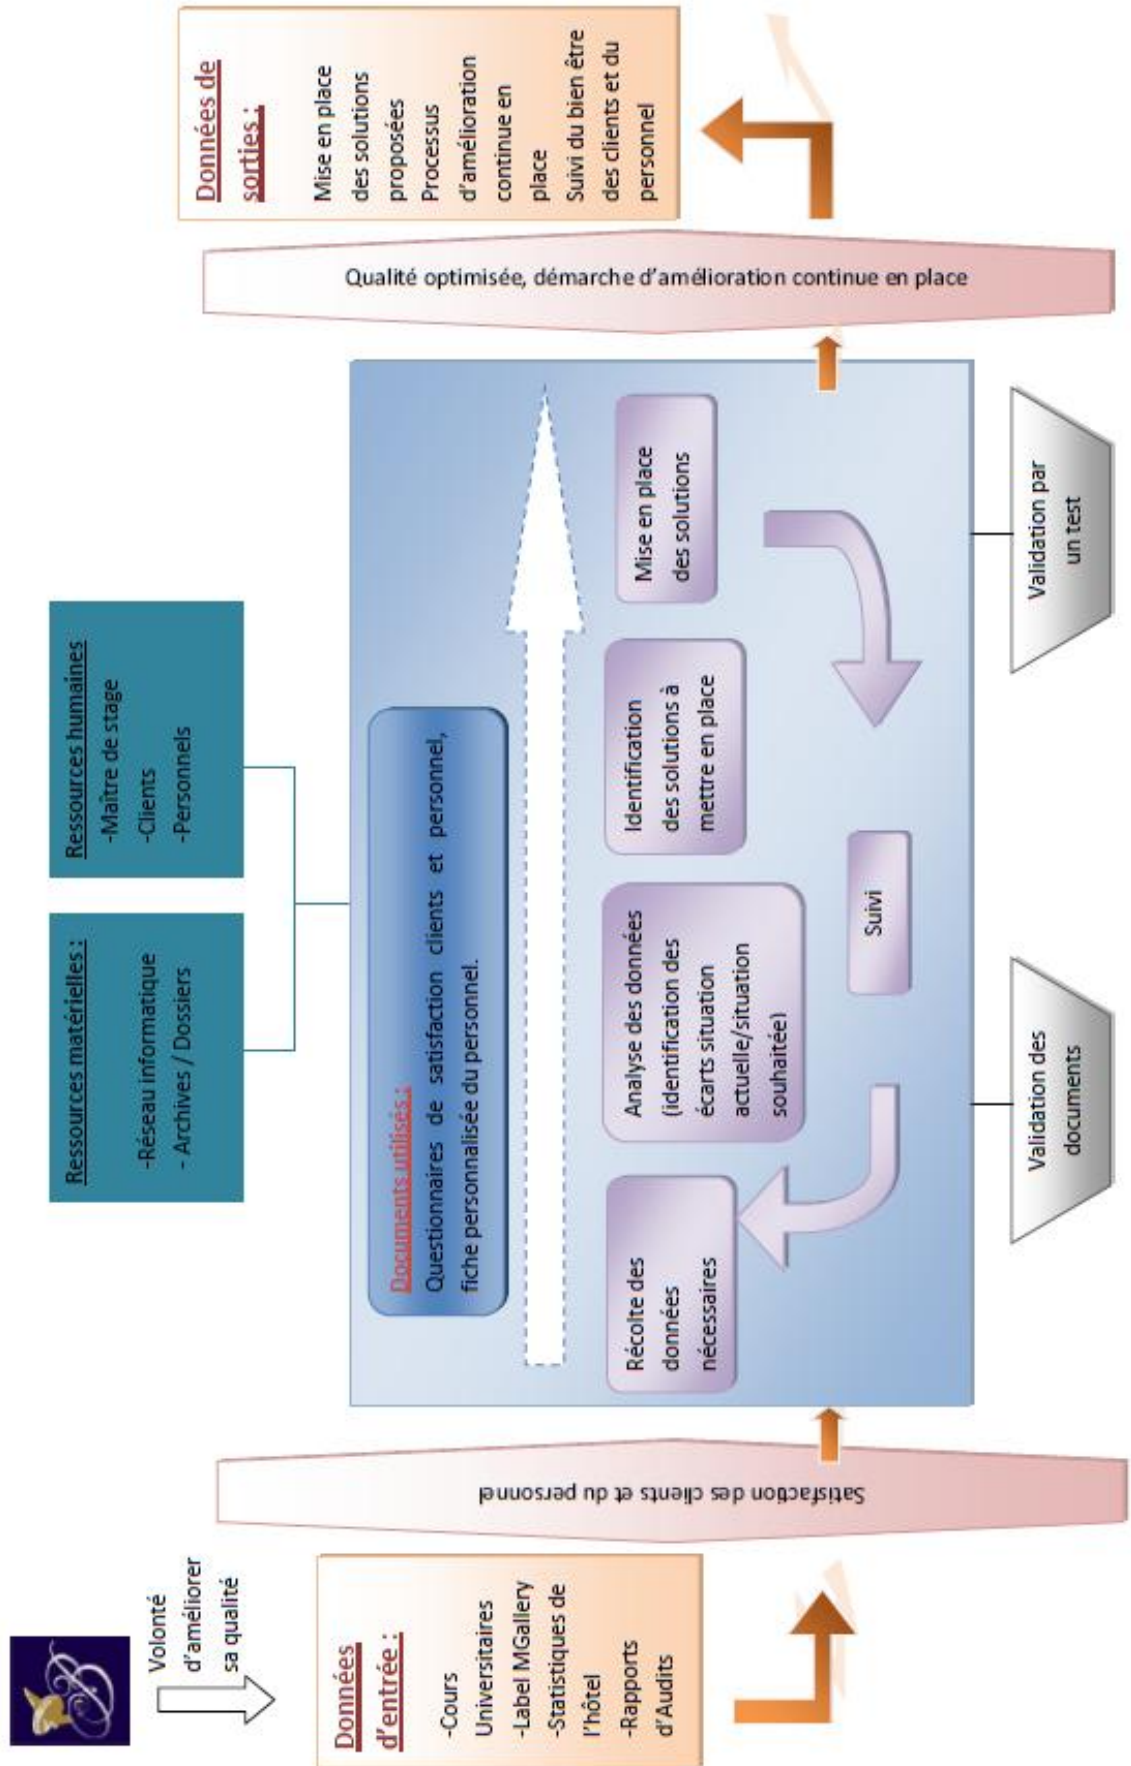 Volonté
d'améliorer
sa qualité
Données
d'entrée :
-Cours
Universitaires
-Label MGallery
-Statistiques de
l'hôtel
-Rapports
d'Audits
Satisfaction des clients et du personnel
Ressources matérielles :
-Réseau informatique
- Archives / Dossiers
Ressources humaines
-Maître de stage
-Clients
-Personnels
Documents utilisés :
Questionnaires de satisfaction clients et personnel,
fiche personnalisée du personnel.
Récolte des
données
nécessaires
Analyse des données
(identification des
écarts situation
actuelle/situation
souhaitée)
Identification
des solutions à
mettre en place
Mise en place
des solutions
Suivi
Validation des
documents
Validation par
un test
Qualité optimisée, démarche d'amélioration continue en place
Données de
sorties :
Mise en place
des solutions
proposées
Processus
d'amélioration
continue en
place
Suivi du bien être
des clients et du
personnel